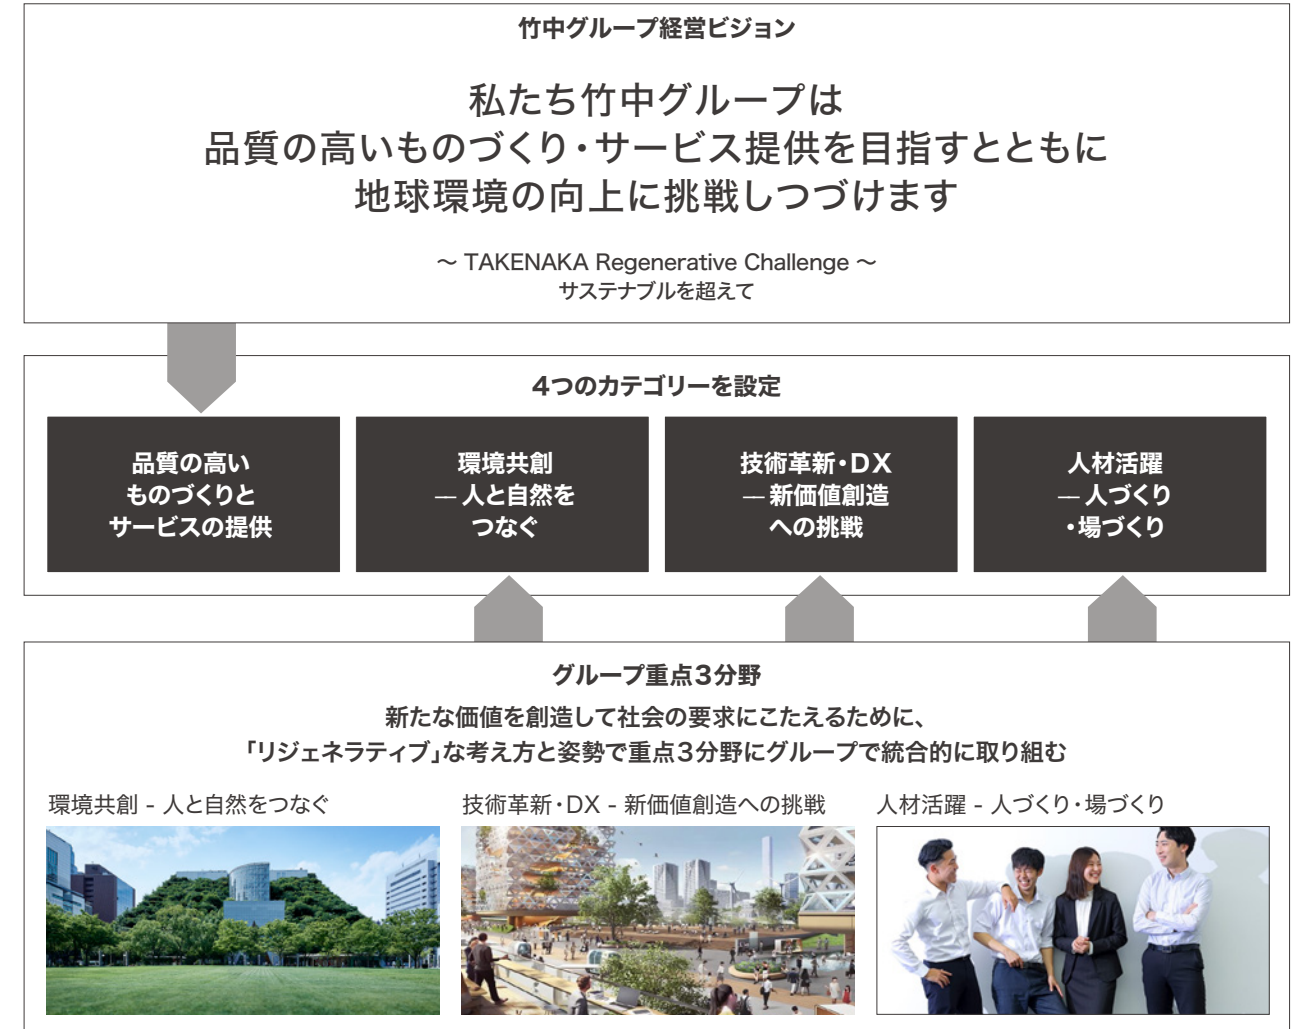 竹中グループ経営ビジョン
私たち竹中グループは
品質の高いものづくり・サービス提供を目指すとともに
地球環境の向上に挑戦しつづけます
～ TAKENAKA Regenerative Challenge ～
サステナブルを超えて
4つのカテゴリーを設定
品質の高い
ものづくりと
サービスの提供
環境共創
― 人と自然を
つなぐ
技術革新・DX
― 新価値創造
への挑戦
人材活躍
― 人づくり
・場づくり
グループ重点3分野
新たな価値を創造して社会の要求にこたえるために、
「リジェネラティブ」な考え方と姿勢で重点3分野にグループで統合的に取り組む
環境共創 - 人と自然をつなぐ
技術革新・DX - 新価値創造への挑戦
人材活躍 - 人づくり・場づくり